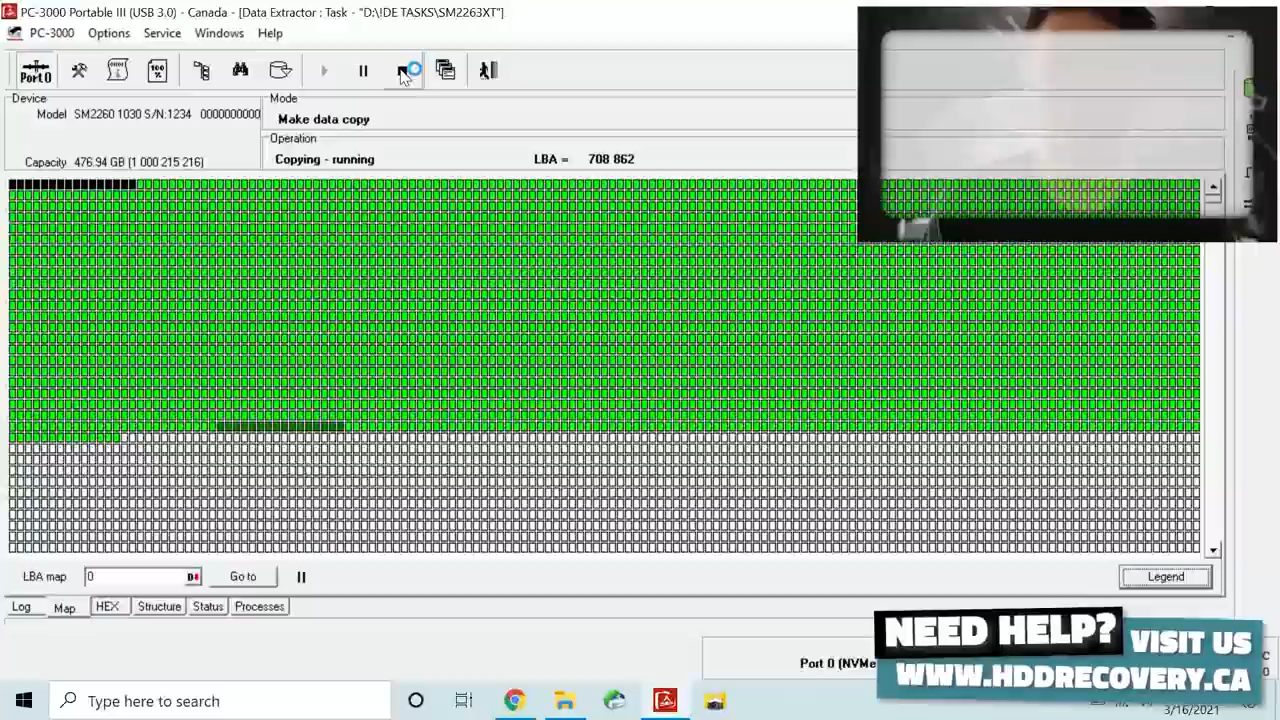 PC-3000 Portable III (USB 3.0) - Canada - [Data Extractor : Task - "D:\!DE TASKS\SM2263XT"]
PC-3000 Options Service Windows Help
Port 0
100 %
Device
Model SM2260 1030 S/N:1234 0000000000
Capacity 476.94 GB (1 000 215 216)
Mode
Make data copy
Operation
Copying - running LBA = 708 862
LBA map 0 Go to Legend
Log Map HEX Structure Status Processes
Port 0 (NVMe
NEED HELP? VISIT US
WWW.HDDRECOVERY.CA
Type here to search
3/16/2021